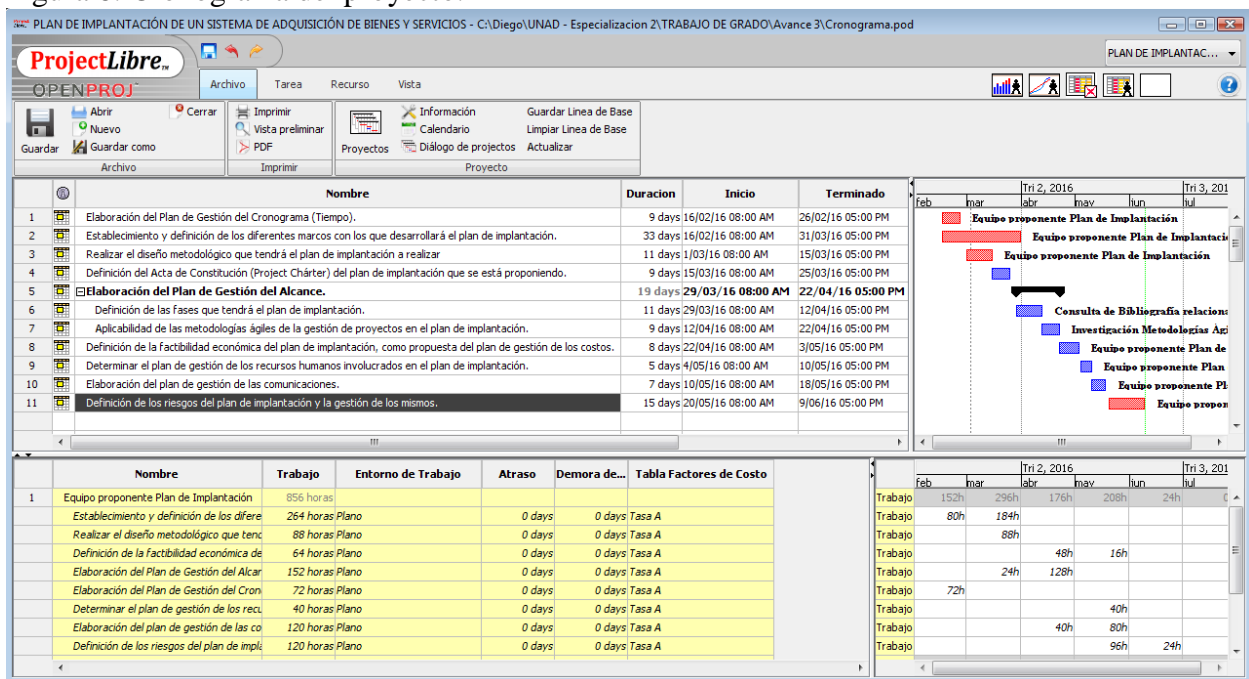 PLAN DE IMPLANTACIÓN DE UN SISTEMA DE ADQUISICIÓN DE BIENES Y SERVICIOS - C:\Diego\UNAD - Especializacion 2\TRABAJO DE GRADO\Avance 3\Cronograma.pod
ProjectLibre TM
OPENPROJ
PLAN DE IMPLANTAC...
Archivo Tarea Recurso Vista
Guardar
Abrir
Nuevo
Guardar como
Cerrar
Archivo
Imprimir
Vista preliminar
PDF
Imprimir
Proyectos
Información
Calendario
Diálogo de projectos
Guardar Linea de Base
Limpiar Linea de Base
Actualizar
Proyecto
Nombre Duracion Inicio Terminado
1 Elaboración del Plan de Gestión del Cronograma (Tiempo). 9 days 16/02/16 08:00 AM 26/02/16 05:00 PM
2 Establecimiento y definición de los diferentes marcos con los que desarrollará el plan de implantación. 33 days 16/02/16 08:00 AM 31/03/16 05:00 PM
3 Realizar el diseño metodológico que tendrá el plan de implantación a realizar 11 days 1/03/16 08:00 AM 15/03/16 05:00 PM
4 Definición del Acta de Constitución (Project Chárter) del plan de implantación que se está proponiendo. 9 days 15/03/16 08:00 AM 25/03/16 05:00 PM
5 Elaboración del Plan de Gestión del Alcance. 19 days 29/03/16 08:00 AM 22/04/16 05:00 PM
6 Definición de las fases que tendrá el plan de implantación. 11 days 29/03/16 08:00 AM 12/04/16 05:00 PM
7 Aplicabilidad de las metodologías ágiles de la gestión de proyectos en el plan de implantación. 9 days 12/04/16 08:00 AM 22/04/16 05:00 PM
8 Definición de la factibilidad económica del plan de implantación, como propuesta del plan de gestión de los costos. 8 days 22/04/16 08:00 AM 3/05/16 05:00 PM
9 Determinar el plan de gestión de los recursos humanos involucrados en el plan de implantación. 5 days 4/05/16 08:00 AM 10/05/16 05:00 PM
10 Elaboración del plan de gestión de las comunicaciones. 7 days 10/05/16 08:00 AM 18/05/16 05:00 PM
11 Definición de los riesgos del plan de implantación y la gestión de los mismos. 15 days 20/05/16 08:00 AM 9/06/16 05:00 PM
Tri 2, 2016 Tri 3, 201
feb mar abr may jun jul
Equipo proponente Plan de Implantación
Equipo proponente Plan de Implantaci
Equipo proponente Plan de Implantación
Consulta de Bibliografía relacion
Investigación Metodologías Ági
Equipo proponente Plan de
Equipo proponente Plan
Equipo proponente Pl
Equipo propon
Nombre Trabajo Entorno de Trabajo Atraso Demora de... Tabla Factores de Costo
1 Equipo proponente Plan de Implantación 856 horas
Establecimiento y definición de los difere 264 horas Plano 0 days 0 days Tasa A
Realizar el diseño metodológico que tend 88 horas Plano 0 days 0 days Tasa A
Definición de la factibilidad económica de 64 horas Plano 0 days 0 days Tasa A
Elaboración del Plan de Gestión del Alcar 152 horas Plano 0 days 0 days Tasa A
Elaboración del Plan de Gestión del Cron 72 horas Plano 0 days 0 days Tasa A
Determinar el plan de gestión de los recu 40 horas Plano 0 days 0 days Tasa A
Elaboración del plan de gestión de las co 120 horas Plano 0 days 0 days Tasa A
Definición de los riesgos del plan de impla 120 horas Plano 0 days 0 days Tasa A
Tri 2, 2016 Tri 3, 201
feb mar abr may jun jul
Trabajo 152h 296h 176h 208h 24h
Trabajo 80h 184h
Trabajo 88h
Trabajo 48h 16h
Trabajo 24h 128h
Trabajo 72h
Trabajo 40h
Trabajo 40h 80h
Trabajo 96h 24h